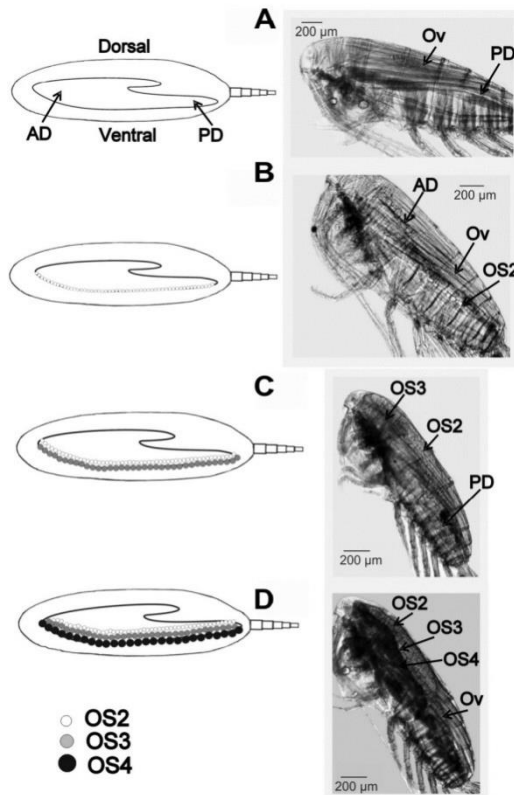 A
Dorsal
AD
Ventral
PD
200 µm
Ov
PD
B
AD
200 µm
Ov
OS2
C
OS3
OS2
PD
200 µm
D
OS2
OS3
OS4
Ov
200 µm
OS2
OS3
OS4